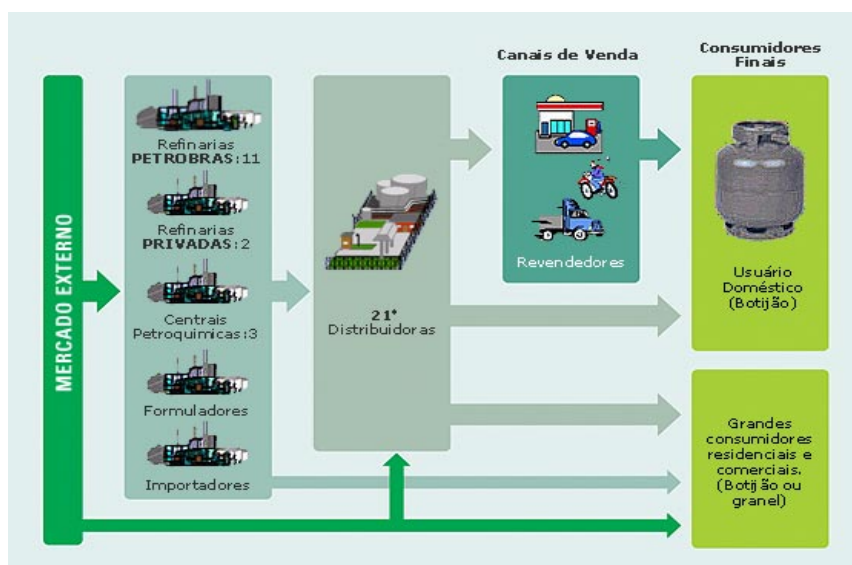 Canais de Venda
Consumidores
Finais
MERCADO EXTERNO
Refinarias
PETROBRAS:11
Refinarias
PRIVADAS:2
Centrais
Petroquímicas:3
Formuladores
Importadores
21*
Distribuidoras
Revendedores
Usuário
Doméstico
(Botijão)
Grandes
consumidores
residenciais e
comerciais.
(Botijão ou
granel)